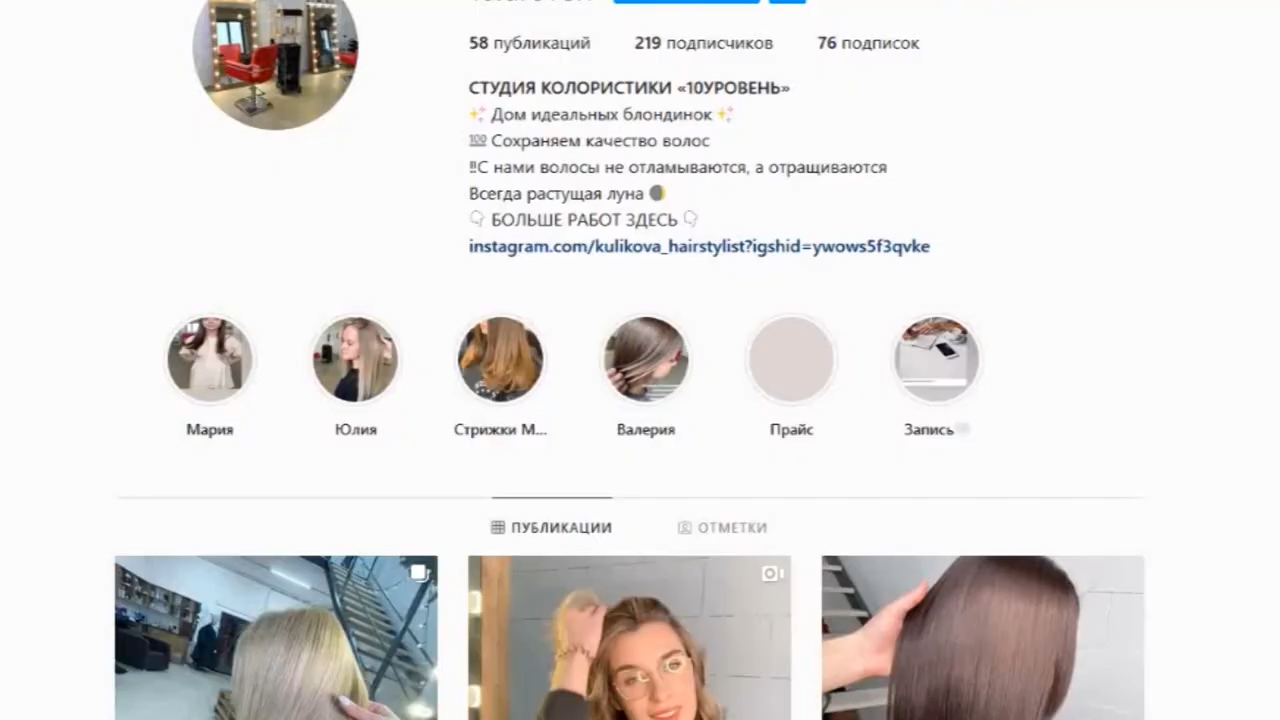 58 публикаций 219 подписчиков 76 подписок
СТУДИЯ КОЛОРИСТИКИ «10УРОВЕНЬ»
✨ Дом идеальных блондинок ✨
💯 Сохраняем качество волос
‼С нами волосы не отламываются, а отращиваются
Всегда растущая луна 🌒
👇 БОЛЬШЕ РАБОТ ЗДЕСЬ 👇
instagram.com/kulikova_hairstylist?igshid=ywows5f3qvke
Мария Юлия Стрижки М... Валерия Прайс Запись
ПУБЛИКАЦИИ ОТМЕТКИ